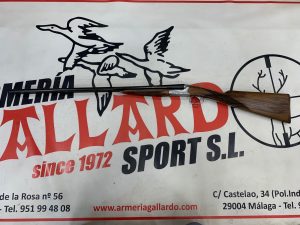 MERÍA
ALLARDO
since 1972 SPORT S.L.
de la Rosa nº 56
- Tel. 951 99 48 08
www.armeriagallardo.com
C/ Castelao, 34 (Pol.Ind
29004 Málaga - Tel.